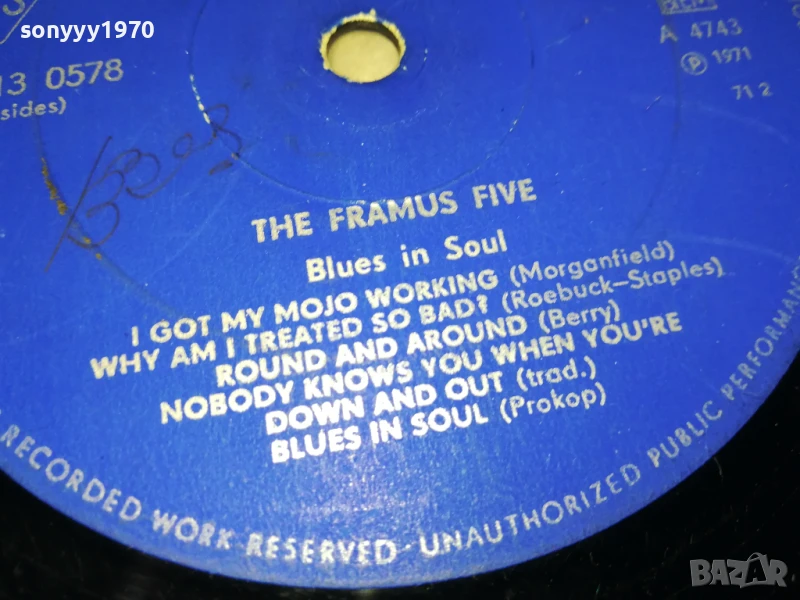 sonyyy1970
13 0578
sides)
A 4743
Ⓟ 1971
71 2
THE FRAMUS FIVE
Blues in Soul
I GOT MY MOJO WORKING (Morganfield)
WHY AM I TREATED SO BAD? (Roebuck-Staples)
ROUND AND AROUND (Berry)
NOBODY KNOWS YOU WHEN YOU'RE
DOWN AND OUT (trad.)
BLUES IN SOUL (Prokop)
RECORDED WORK RESERVED-UNAUTHORIZED PUBLIC PERFORMANC
BAZAR